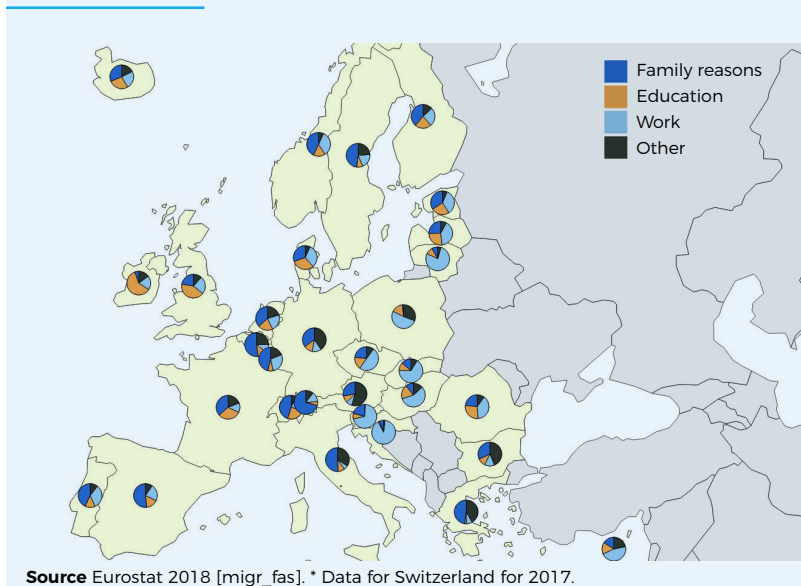 Family reasons
Education
Work
Other
Source Eurostat 2018 [migr_fas]. * Data for Switzerland for 2017.